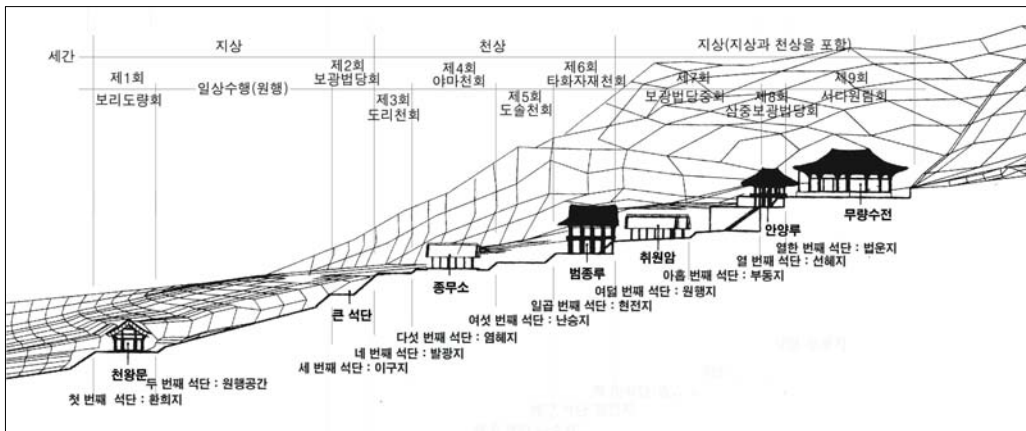 세간
지상
천상
지상(지상과 천상을 포함)
제1회
보리도량회
일상수행(원행)
제2회
보광법당회
제3회
도리천회
제4회
야마천회
제5회
도솔천회
제6회
타화자재천회
제7회
보광법당중회
제8회
삼중보광법당회
제9회
서다원림회
무량수전
안양루
취원암
범종루
종무소
큰 석단
천왕문
열한 번째 석단 : 법운지
열 번째 석단 : 선혜지
아홉 번째 석단 : 부동지
여덟 번째 석단 : 원행지
일곱 번째 석단 : 현전지
여섯 번째 석단 : 난승지
다섯 번째 석단 : 염혜지
네 번째 석단 : 발광지
세 번째 석단 : 이구지
두 번째 석단 : 원행공간
첫 번째 석단 : 환희지